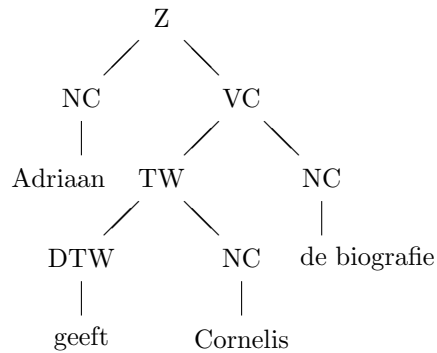 Z
NC VC
Adriaan TW NC
DTW NC de biografie
geeft Cornelis